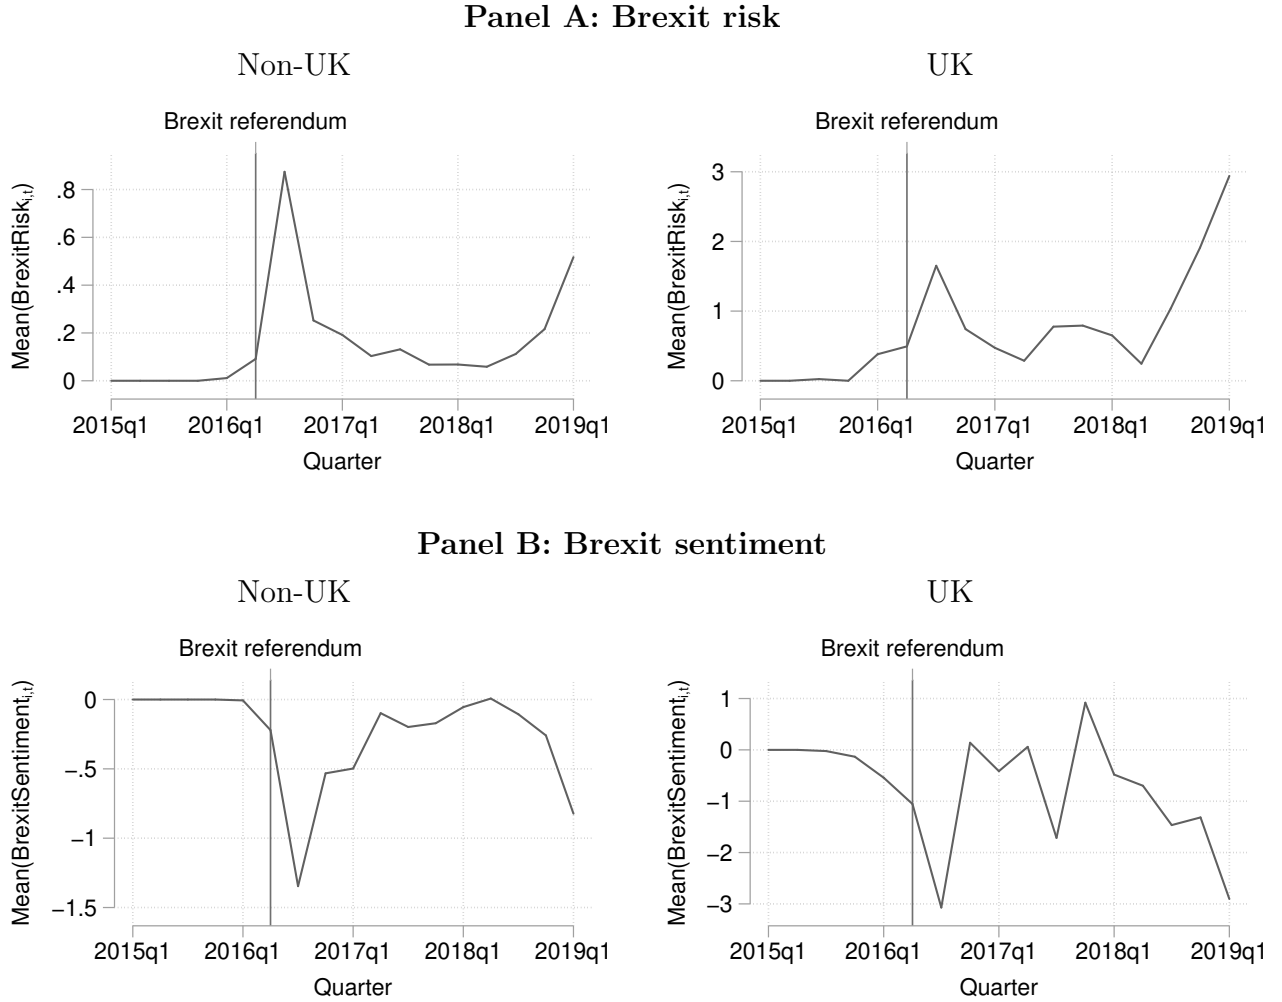 Panel A: Brexit risk
Non-UK
Brexit referendum
Mean(BrexitRisk_{i,t})
.8
.6
.4
.2
0
2015q1 2016q1 2017q1 2018q1 2019q1
Quarter
UK
Brexit referendum
Mean(BrexitRisk_{i,t})
3
2
1
0
2015q1 2016q1 2017q1 2018q1 2019q1
Quarter
Panel B: Brexit sentiment
Non-UK
Brexit referendum
Mean(BrexitSentiment_{i,t})
0
−.5
−1
−1.5
2015q1 2016q1 2017q1 2018q1 2019q1
Quarter
UK
Brexit referendum
Mean(BrexitSentiment_{i,t})
1
0
−1
−2
−3
2015q1 2016q1 2017q1 2018q1 2019q1
Quarter